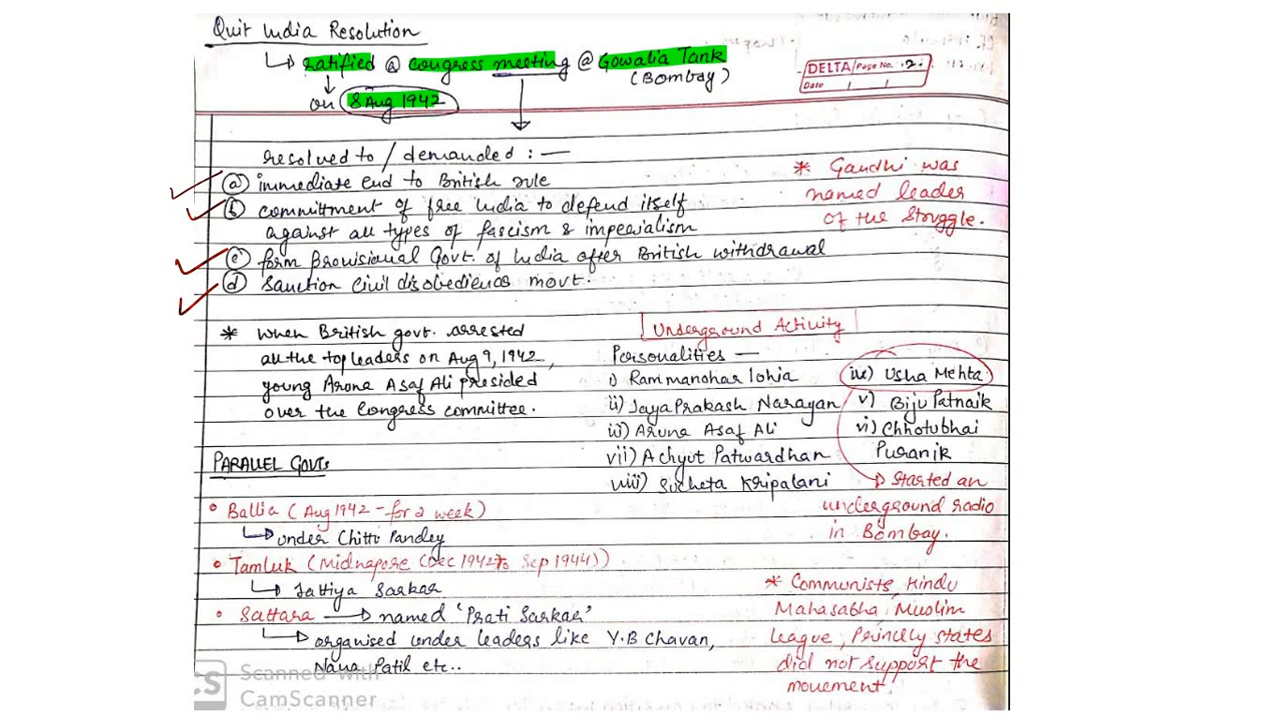 Quit India Resolution
↳ ratified @ congress meeting @ Gowalia Tank
(Bombay)
on 8 Aug 1942
DELTA Page No. 2
Date
resolved to / demanded : —
(a) immediate end to British rule
(b) committment of free India to defend itself
against all types of fascism & imperialism
(c) form Provisional Govt. of India after British withdrawal
(d) Sanction Civil disobedience movt.
* Gandhi was
named leader
of the Struggle.
* when British govt. arrested
all the top leaders on Aug 9, 1942,
young Aruna Asaf Ali presided
over the Congress committee.
Underground Activity
Personalities —
i) Rammanohar lohia
ii) Jaya Prakash Narayan
iii) Aruna Asaf Ali
vii) Achyut Patwardhan
viii) Sucheta Kripalani
iv) Usha Mehta
v) Biju Patnaik
vi) Chhotubhai
Puranik
→ Started an
underground radio
in Bombay.
PARALLEL GOVTs
• Ballia (Aug 1942 - for a week)
↳ under Chittu Pandey
• Tamluk (Midnapore (Dec 1942 to Sep 1944))
↳ Jattiya Sarkar
• Sattara → named 'Prati Sarkar'
↳ organised under leaders like Y.B Chavan,
Nana Patil etc..
* Communists, Hindu
Mahasabha, Muslim
League, Princely states
did not support the
movement.
CS Scanned with
CamScanner